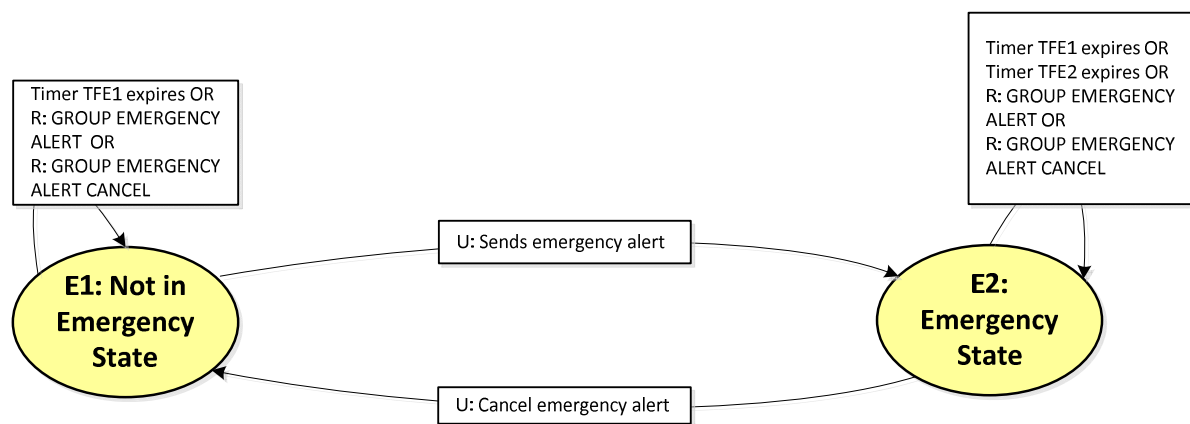 Timer TFE1 expires OR
R: GROUP EMERGENCY
ALERT OR
R: GROUP EMERGENCY
ALERT CANCEL
Timer TFE1 expires OR
Timer TFE2 expires OR
R: GROUP EMERGENCY
ALERT OR
R: GROUP EMERGENCY
ALERT CANCEL
U: Sends emergency alert
E1: Not in
Emergency
State
E2:
Emergency
State
U: Cancel emergency alert